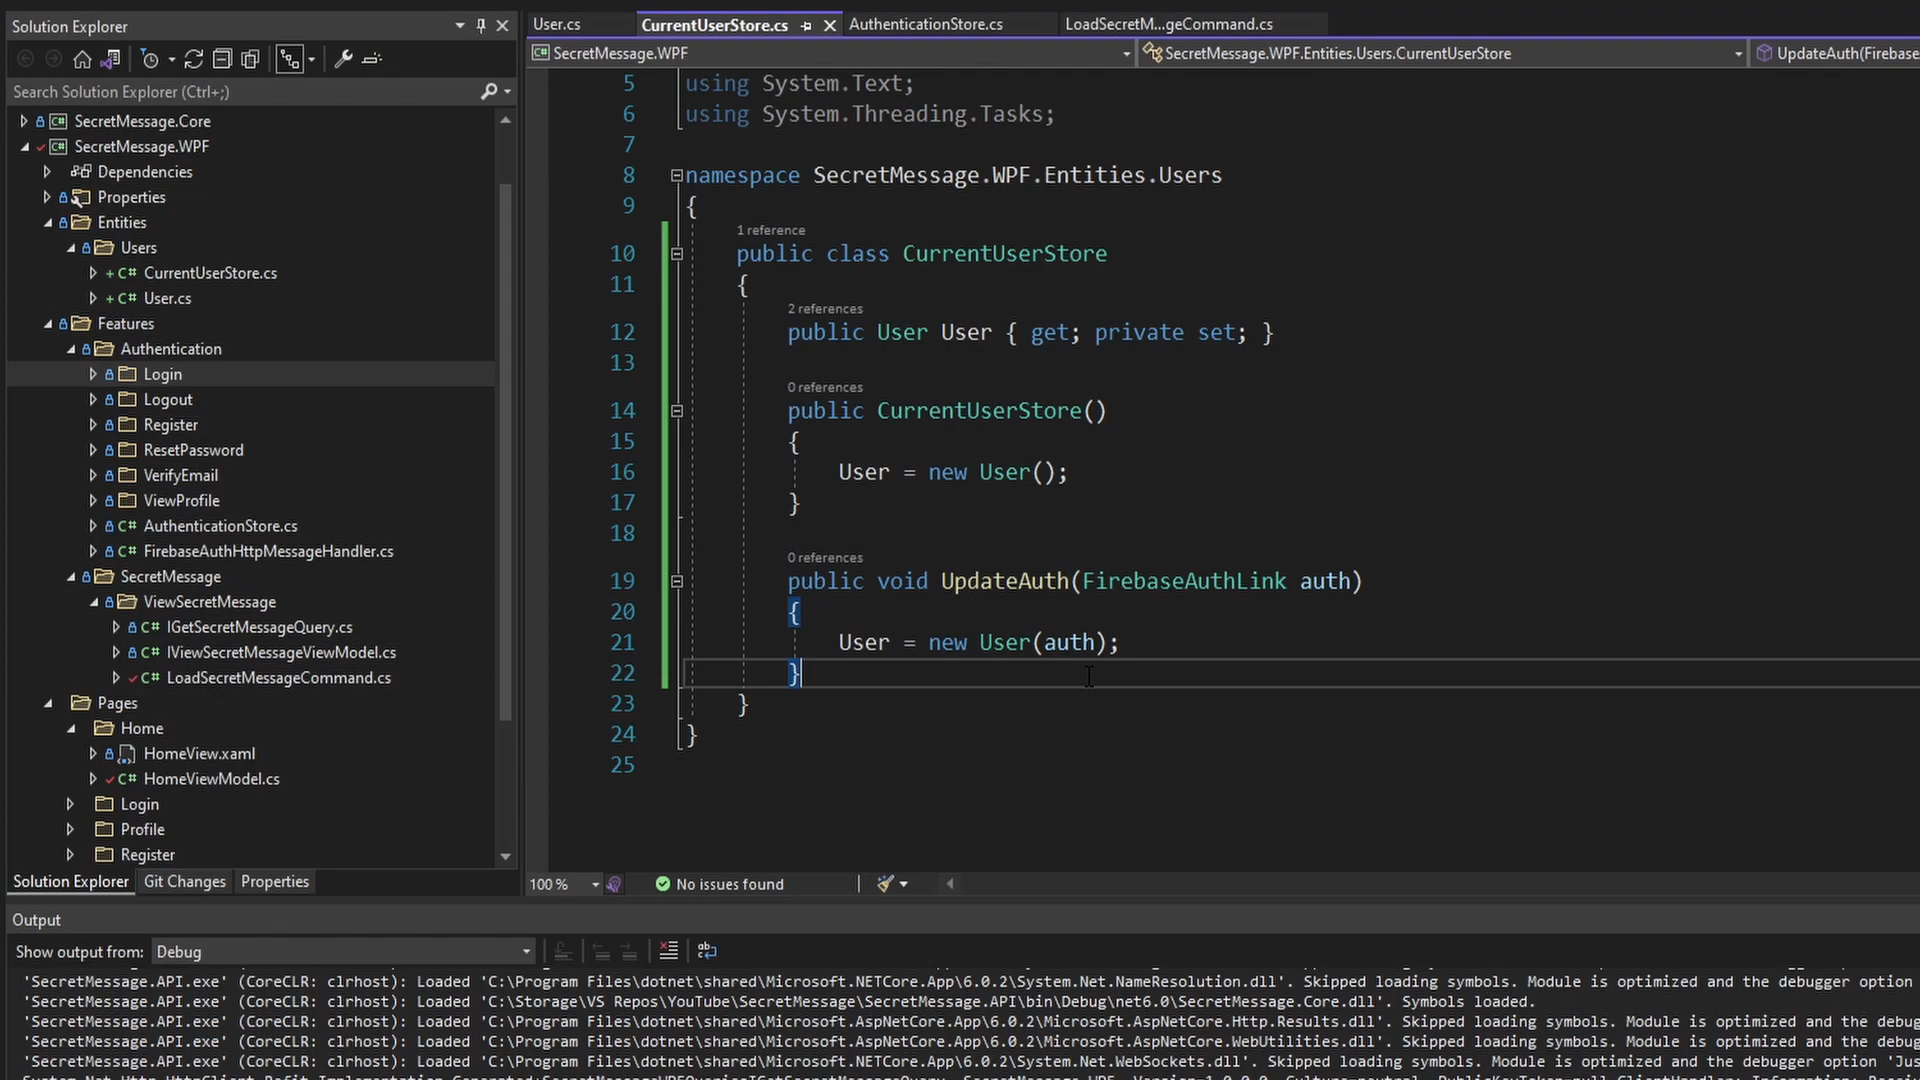 Solution Explorer
Search Solution Explorer (Ctrl+;)
SecretMessage.Core
SecretMessage.WPF
Dependencies
Properties
Entities
Users
CurrentUserStore.cs
User.cs
Features
Authentication
Login
Logout
Register
ResetPassword
VerifyEmail
ViewProfile
AuthenticationStore.cs
FirebaseAuthHttpMessageHandler.cs
SecretMessage
ViewSecretMessage
IGetSecretMessageQuery.cs
IViewSecretMessageViewModel.cs
LoadSecretMessageCommand.cs
Pages
Home
HomeView.xaml
HomeViewModel.cs
Login
Profile
Register
Solution Explorer Git Changes Properties
User.cs CurrentUserStore.cs AuthenticationStore.cs LoadSecretM...geCommand.cs
SecretMessage.WPF SecretMessage.WPF.Entities.Users.CurrentUserStore UpdateAuth(Firebase
5 using System.Text;
6 using System.Threading.Tasks;
7
8 namespace SecretMessage.WPF.Entities.Users
9 {
1 reference
10 public class CurrentUserStore
11 {
2 references
12 public User User { get; private set; }
13
0 references
14 public CurrentUserStore()
15 {
16 User = new User();
17 }
18
0 references
19 public void UpdateAuth(FirebaseAuthLink auth)
20 {
21 User = new User(auth);
22 }
23 }
24 }
25
100 % No issues found
Output
Show output from: Debug
'SecretMessage.API.exe' (CoreCLR: clrhost): Loaded 'C:\Program Files\dotnet\shared\Microsoft.NETCore.App\6.0.2\System.Net.NameResolution.dll'. Skipped loading symbols. Module is optimized and the debugger option
'SecretMessage.API.exe' (CoreCLR: clrhost): Loaded 'C:\Storage\VS Repos\YouTube\SecretMessage\SecretMessage.API\bin\Debug\net6.0\SecretMessage.Core.dll'. Symbols loaded.
'SecretMessage.API.exe' (CoreCLR: clrhost): Loaded 'C:\Program Files\dotnet\shared\Microsoft.AspNetCore.App\6.0.2\Microsoft.AspNetCore.Http.Results.dll'. Skipped loading symbols. Module is optimized and the debug
'SecretMessage.API.exe' (CoreCLR: clrhost): Loaded 'C:\Program Files\dotnet\shared\Microsoft.AspNetCore.App\6.0.2\Microsoft.AspNetCore.WebUtilities.dll'. Skipped loading symbols. Module is optimized and the debu
'SecretMessage.API.exe' (CoreCLR: clrhost): Loaded 'C:\Program Files\dotnet\shared\Microsoft.NETCore.App\6.0.2\System.Net.WebSockets.dll'. Skipped loading symbols. Module is optimized and the debugger option 'Jus